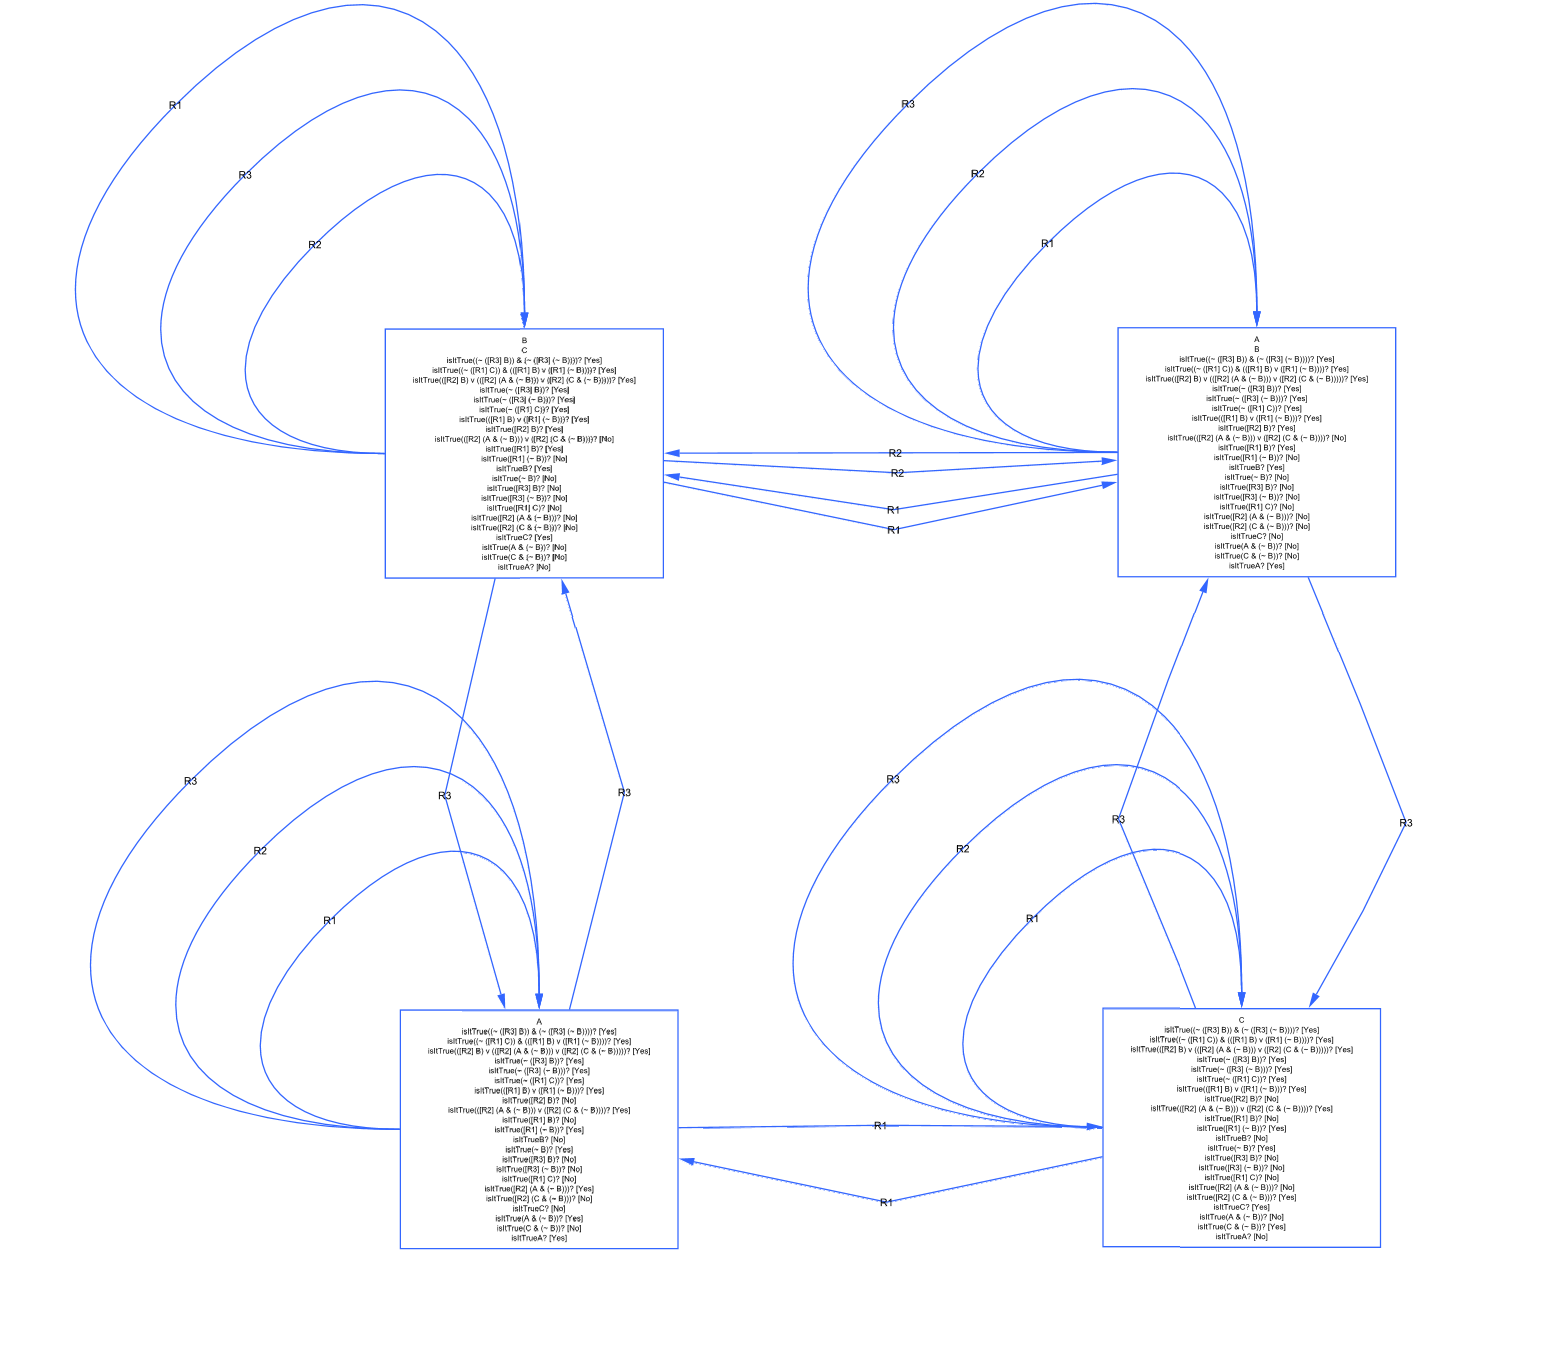 R1
R3
R3
R2
R2
R1
B
C
isItTrue((~ ([R3] B)) & (~ ([R3] (~ B))))? [Yes]
isItTrue((~ ([R1] C)) & (([R1] B) v ([R1] (~ B))))? [Yes]
isItTrue(([R2] B) v (([R2] (A & (~ B))) v ([R2] (C & (~ B)))))? [Yes]
isItTrue(~ ([R3] B))? [Yes]
isItTrue(~ ([R3] (~ B)))? [Yes]
isItTrue(~ ([R1] C))? [Yes]
isItTrue(([R1] B) v ([R1] (~ B)))? [Yes]
isItTrue([R2] B)? [Yes]
isItTrue(([R2] (A & (~ B))) v ([R2] (C & (~ B))))? [No]
isItTrue([R1] B)? [Yes]
isItTrue([R1] (~ B))? [No]
isItTrueB? [Yes]
isItTrue(~ B)? [No]
isItTrue([R3] B)? [No]
isItTrue([R3] (~ B))? [No]
isItTrue([R1] C)? [No]
isItTrue([R2] (A & (~ B)))? [No]
isItTrue([R2] (C & (~ B)))? [No]
isItTrueC? [Yes]
isItTrue(A & (~ B))? [No]
isItTrue(C & (~ B))? [No]
isItTrueA? [No]
R2
R2
R1
R1
A
B
isItTrue((~ ([R3] B)) & (~ ([R3] (~ B))))? [Yes]
isItTrue((~ ([R1] C)) & (([R1] B) v ([R1] (~ B))))? [Yes]
isItTrue(([R2] B) v (([R2] (A & (~ B))) v ([R2] (C & (~ B)))))? [Yes]
isItTrue(~ ([R3] B))? [Yes]
isItTrue(~ ([R3] (~ B)))? [Yes]
isItTrue(~ ([R1] C))? [Yes]
isItTrue(([R1] B) v ([R1] (~ B)))? [Yes]
isItTrue([R2] B)? [Yes]
isItTrue(([R2] (A & (~ B))) v ([R2] (C & (~ B))))? [No]
isItTrue([R1] B)? [Yes]
isItTrue([R1] (~ B))? [No]
isItTrueB? [Yes]
isItTrue(~ B)? [No]
isItTrue([R3] B)? [No]
isItTrue([R3] (~ B))? [No]
isItTrue([R1] C)? [No]
isItTrue([R2] (A & (~ B)))? [No]
isItTrue([R2] (C & (~ B)))? [No]
isItTrueC? [No]
isItTrue(A & (~ B))? [No]
isItTrue(C & (~ B))? [No]
isItTrueA? [Yes]
R3
R3
R3
R3
R3
R2
R1
R3
R2
R1
A
isItTrue((~ ([R3] B)) & (~ ([R3] (~ B))))? [Yes]
isItTrue((~ ([R1] C)) & (([R1] B) v ([R1] (~ B))))? [Yes]
isItTrue(([R2] B) v (([R2] (A & (~ B))) v ([R2] (C & (~ B)))))? [Yes]
isItTrue(~ ([R3] B))? [Yes]
isItTrue(~ ([R3] (~ B)))? [Yes]
isItTrue(~ ([R1] C))? [Yes]
isItTrue(([R1] B) v ([R1] (~ B)))? [Yes]
isItTrue([R2] B)? [No]
isItTrue(([R2] (A & (~ B))) v ([R2] (C & (~ B))))? [Yes]
isItTrue([R1] B)? [No]
isItTrue([R1] (~ B))? [Yes]
isItTrueB? [No]
isItTrue(~ B)? [Yes]
isItTrue([R3] B)? [No]
isItTrue([R3] (~ B))? [No]
isItTrue([R1] C)? [No]
isItTrue([R2] (A & (~ B)))? [Yes]
isItTrue([R2] (C & (~ B)))? [No]
isItTrueC? [No]
isItTrue(A & (~ B))? [Yes]
isItTrue(C & (~ B))? [No]
isItTrueA? [Yes]
R1
R1
C
isItTrue((~ ([R3] B)) & (~ ([R3] (~ B))))? [Yes]
isItTrue((~ ([R1] C)) & (([R1] B) v ([R1] (~ B))))? [Yes]
isItTrue(([R2] B) v (([R2] (A & (~ B))) v ([R2] (C & (~ B)))))? [Yes]
isItTrue(~ ([R3] B))? [Yes]
isItTrue(~ ([R3] (~ B)))? [Yes]
isItTrue(~ ([R1] C))? [Yes]
isItTrue(([R1] B) v ([R1] (~ B)))? [Yes]
isItTrue([R2] B)? [No]
isItTrue(([R2] (A & (~ B))) v ([R2] (C & (~ B))))? [Yes]
isItTrue([R1] B)? [No]
isItTrue([R1] (~ B))? [Yes]
isItTrueB? [No]
isItTrue(~ B)? [Yes]
isItTrue([R3] B)? [No]
isItTrue([R3] (~ B))? [No]
isItTrue([R1] C)? [No]
isItTrue([R2] (A & (~ B)))? [No]
isItTrue([R2] (C & (~ B)))? [Yes]
isItTrueC? [Yes]
isItTrue(A & (~ B))? [No]
isItTrue(C & (~ B))? [Yes]
isItTrueA? [No]